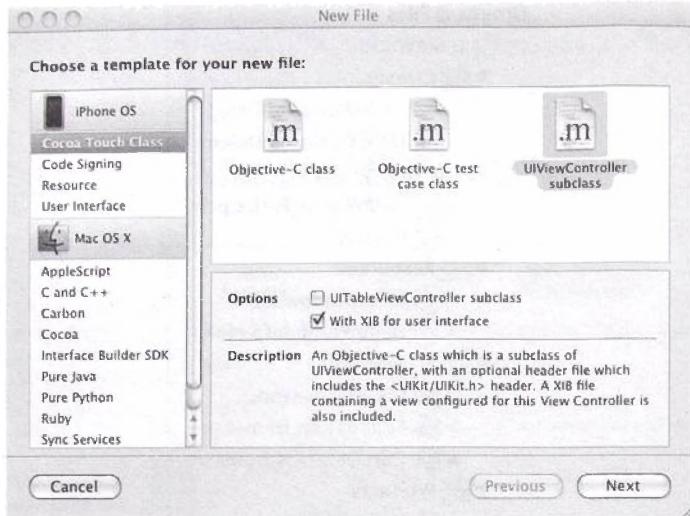 New File
Choose a template for your new file:
iPhone OS
Cocoa Touch Class
Code Signing
Resource
User Interface
Mac OS X
AppleScript
C and C++
Carbon
Cocoa
Interface Builder SDK
Pure Java
Pure Python
Ruby
Sync Services
.m
Objective-C class
.m
Objective-C test
case class
.m
UIViewController
subclass
Options
UITableViewController subclass
With XIB for user interface
Description
An Objective-C class which is a subclass of
UIViewController, with an optional header file which
includes the <UIKit/UIKit.h> header. A XIB file
containing a view configured for this View Controller is
also included.
Cancel
Previous
Next